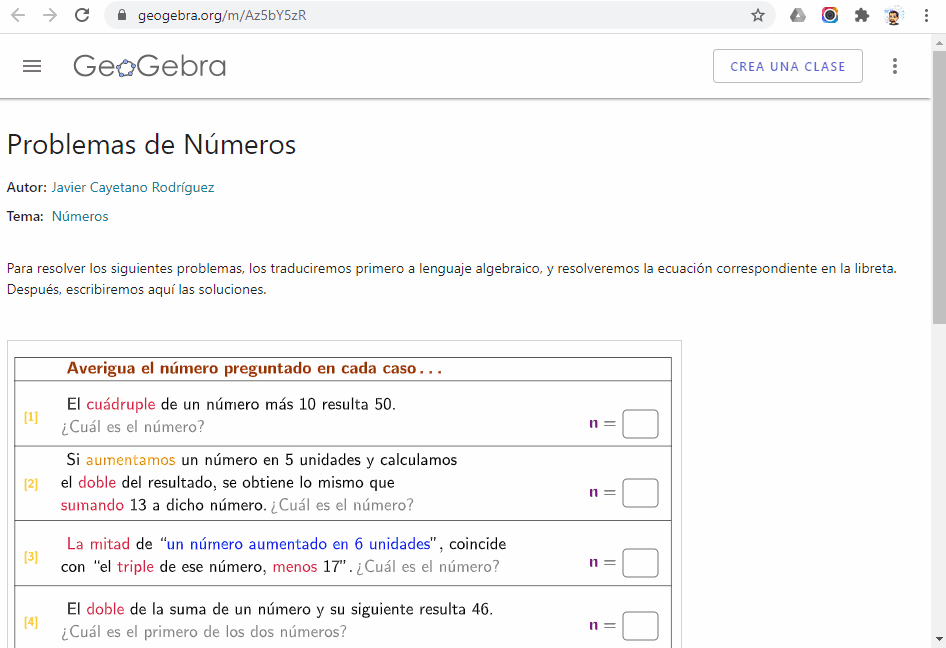 geogebra.org/m/Az5bY5zR
GeoGebra
CREA UNA CLASE
Problemas de Números
Autor: Javier Cayetano Rodríguez
Tema: Números
Para resolver los siguientes problemas, los traduciremos primero a lenguaje algebraico, y resolveremos la ecuación correspondiente en la libreta.
Después, escribiremos aquí las soluciones.
Averigua el número preguntado en cada caso...
[1] El cuádruple de un número más 10 resulta 50.
¿Cuál es el número? n =
[2] Si aumentamos un número en 5 unidades y calculamos
el doble del resultado, se obtiene lo mismo que
sumando 13 a dicho número. ¿Cuál es el número? n =
[3] La mitad de “un número aumentado en 6 unidades”, coincide
con “el triple de ese número, menos 17”. ¿Cuál es el número? n =
[4] El doble de la suma de un número y su siguiente resulta 46.
¿Cuál es el primero de los dos números? n =